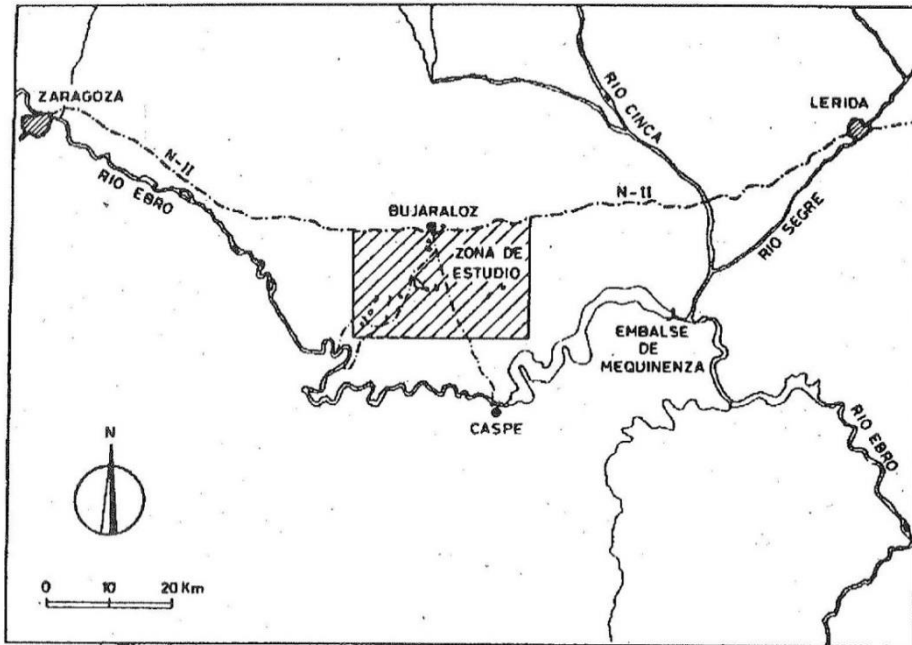 ZARAGOZA
RIO CINCA
LERIDA
N-II
RIO EBRO
N-II
BUJARALOZ
RIO SEGRE
ZONA DE
ESTUDIO
EMBALSE
DE
MEQUINENZA
CASPE
RIO EBRO
N
0 10 20 Km